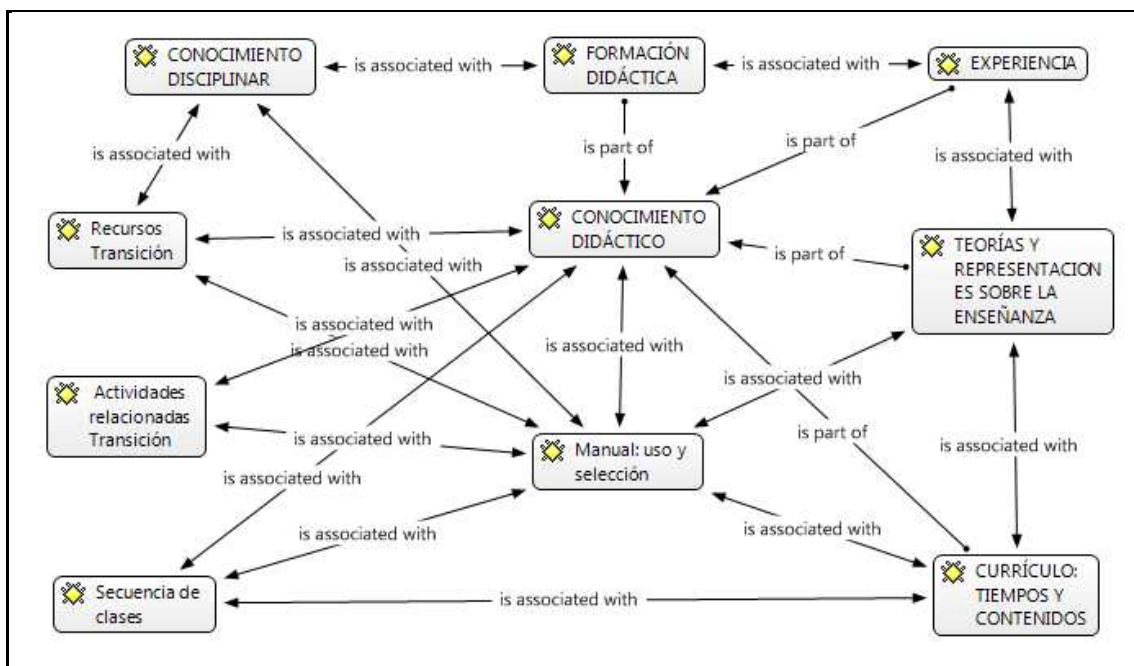 CONOCIMIENTO
DISCIPLINAR
is associated with
FORMACIÓN
DIDÁCTICA
is associated with
EXPERIENCIA
is associated with
is part of
is part of
is associated with
Recursos
Transición
is associated with
CONOCIMIENTO
DIDÁCTICO
is associated with
is part of
TEORÍAS Y
REPRESENTACION
ES SOBRE LA
ENSEÑANZA
is associated with
is associated with
is associated with
is associated with
Actividades
relacionadas
Transición
is associated with
is part of
is associated with
Manual: uso y
selección
is associated with
is associated with
is associated with
Secuencia de
clases
is associated with
CURRÍCULO:
TIEMPOS Y
CONTENIDOS